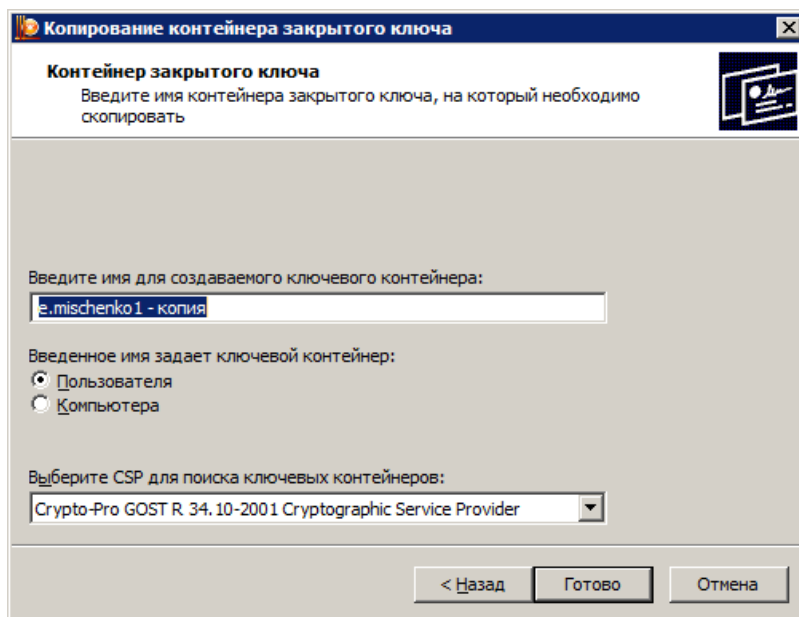 Копирование контейнера закрытого ключа
Контейнер закрытого ключа
Введите имя контейнера закрытого ключа, на который необходимо
скопировать
Введите имя для создаваемого ключевого контейнера:
e.mischenko1 - копия
Введенное имя задает ключевой контейнер:
Пользователя
Компьютера
Выберите CSP для поиска ключевых контейнеров:
Crypto-Pro GOST R 34.10-2001 Cryptographic Service Provider
< Назад
Готово
Отмена